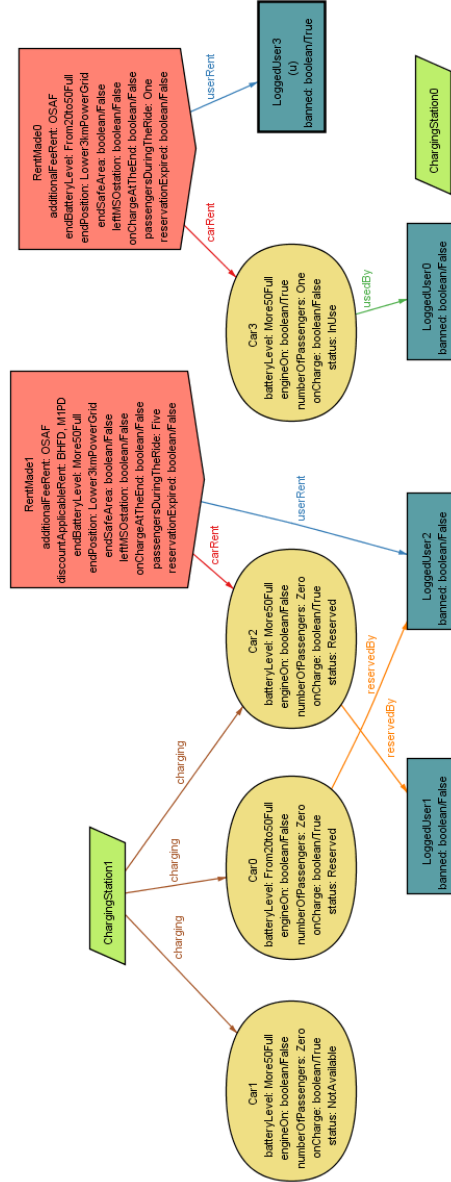 RentMade0
additionalFeeRent: OSAF
endBatteryLevel: From20to50Full
endPosition: Lower3kmPowerGrid
endSafeArea: boolean/False
leftMSOstation: boolean/False
onChargeAtTheEnd: boolean/False
passengersDuringTheRide: One
reservationExpired: boolean/False
RentMade1
additionalFeeRent: OSAF
discountApplicableRent: BHFD, M1PD
endBatteryLevel: More50Full
endPosition: Lower3kmPowerGrid
endSafeArea: boolean/False
leftMSOstation: boolean/False
onChargeAtTheEnd: boolean/False
passengersDuringTheRide: Five
reservationExpired: boolean/False
ChargingStation1
charging
charging
charging
carRent
userRent
carRent
userRent
Car1
batteryLevel: More50Full
engineOn: boolean/False
numberOfPassengers: Zero
onCharge: boolean/True
status: NotAvailable
Car0
batteryLevel: From20to50Full
engineOn: boolean/False
numberOfPassengers: Zero
onCharge: boolean/True
status: Reserved
Car2
batteryLevel: More50Full
engineOn: boolean/False
numberOfPassengers: Zero
onCharge: boolean/True
status: Reserved
Car3
batteryLevel: More50Full
engineOn: boolean/True
numberOfPassengers: One
onCharge: boolean/False
status: InUse
LoggedUser3
(u)
banned: boolean/True
reservedBy
reservedBy
usedBy
LoggedUser1
banned: boolean/False
LoggedUser2
banned: boolean/False
LoggedUser0
banned: boolean/False
ChargingStation0